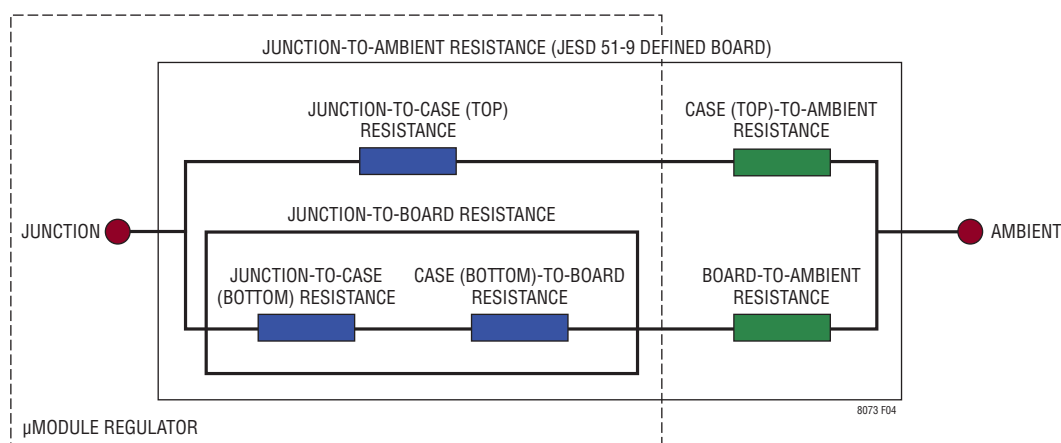 JUNCTION-TO-AMBIENT RESISTANCE (JESD 51-9 DEFINED BOARD)
JUNCTION-TO-CASE (TOP)
RESISTANCE
CASE (TOP)-TO-AMBIENT
RESISTANCE
JUNCTION-TO-BOARD RESISTANCE
JUNCTION
AMBIENT
JUNCTION-TO-CASE
(BOTTOM) RESISTANCE
CASE (BOTTOM)-TO-BOARD
RESISTANCE
BOARD-TO-AMBIENT
RESISTANCE
8073 F04
µMODULE REGULATOR